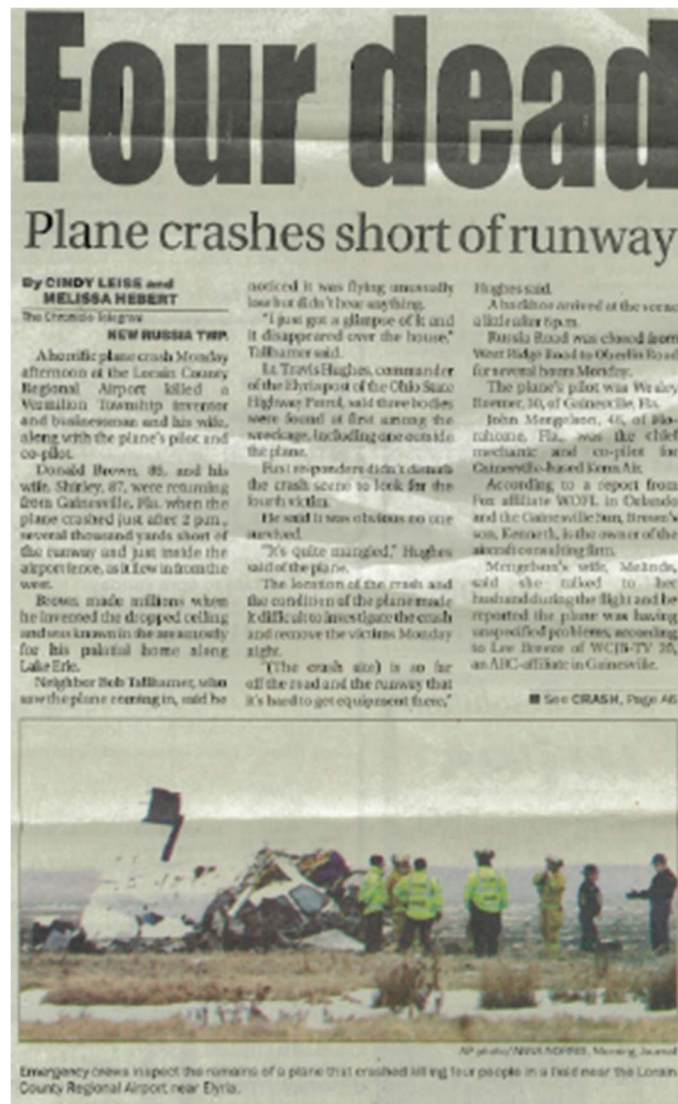 Four dead
Plane crashes short of runway
By CINDY LEISE and
MELISSA HEBERT
The Chronicle-Telegram
NEW RUSSIA TWP.
A horrific plane crash Monday
afternoon at the Lorain County
Regional Airport killed a
Vermilion Township inventor
and businessman and his wife,
along with the plane's pilot and
co-pilot.
Donald Brown, and his
wife, Shirley, 87, were returning
from Gainesville, Fla. when the
plane crashed just after 2 p.m.,
several thousand yards short of
the runway and just inside the
airport fence, as it flew in from the
west.
Brown made millions when
he invented the dropped ceiling
and was known in the area mostly
for his palatial home along
Lake Erie.
Neighbor Bob Tallhamer, who
saw the plane coming in, said he
noticed it was flying unusually
low but didn't hear anything.
"I just got a glimpse of it and
it disappeared over the house,"
Tallhamer said.
Lt. Travis Hughes, commander
of the Elyria post of the Ohio State
Highway Patrol, said three bodies
were found at first among the
wreckage, including one outside
the plane.
First responders didn't disturb
the crash scene to look for the
fourth victim.
He said it was obvious no one
survived.
"It's quite mangled," Hughes
said of the plane.
The location of the crash and
the condition of the plane made
it difficult to investigate the crash
and remove the victims Monday
night.
"(The crash site) is so far
off the road and the runway that
it's hard to get equipment there,"
Hughes said.
A backhoe arrived at the scene
a little after 6 p.m.
Russia Road was closed from
West Ridge Road to Oberlin Road
for several hours Monday.
The plane's pilot was Wesley
of Gainesville, Fla.
John Mengelson, of
Fla., was the chief
mechanic and co-pilot for
Gainesville-based Kenn Air.
According to a report from
Fox affiliate WOFL in Orlando
and the Gainesville Sun, Brown's
son, Kenneth, is the owner of the
aircraft consulting firm.
Mengelson's wife, Melinda,
said she talked to her
husband during the flight and he
reported the plane was having
unspecified problems, according
to Lee of WCJB-TV 20,
an ABC-affiliate in Gainesville.
■ See CRASH, Page A6
AP photo/ANNA NORRIS, Morning Journal
Emergency crews inspect the remains of a plane that crashed killing four people in a field near the Lorain
County Regional Airport near Elyria.